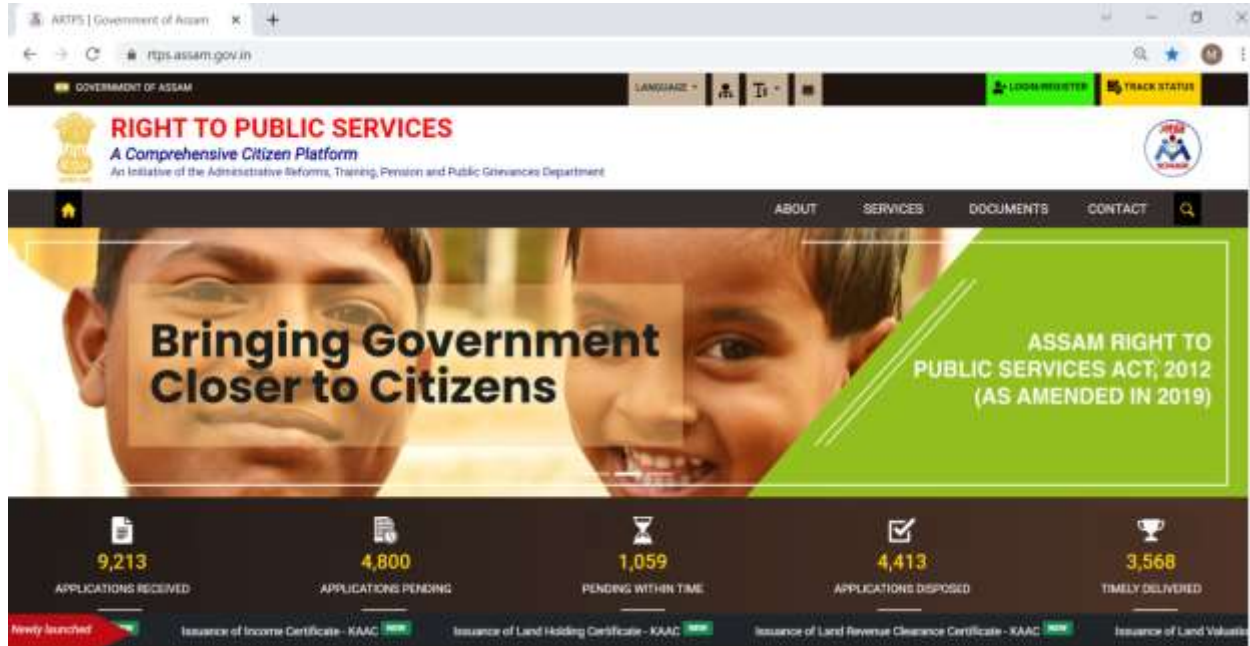 ARTPS | Government of Assam
rtps.assam.gov.in
GOVERNMENT OF ASSAM
LANGUAGE
LOGIN/REGISTER
TRACK STATUS
RIGHT TO PUBLIC SERVICES
A Comprehensive Citizen Platform
An Initiative of the Administrative Reforms, Training, Pension and Public Grievances Department
ABOUT SERVICES DOCUMENTS CONTACT
Bringing Government
Closer to Citizens
ASSAM RIGHT TO
PUBLIC SERVICES ACT, 2012
(AS AMENDED IN 2019)
9,213 4,800 1,059 4,413 3,568
APPLICATIONS RECEIVED APPLICATIONS PENDING PENDING WITHIN TIME APPLICATIONS DISPOSED TIMELY DELIVERED
Newly launched Issuance of Income Certificate - KAAC NEW Issuance of Land Holding Certificate - KAAC NEW Issuance of Land Revenue Clearance Certificate - KAAC NEW Issuance of Land Valuatio